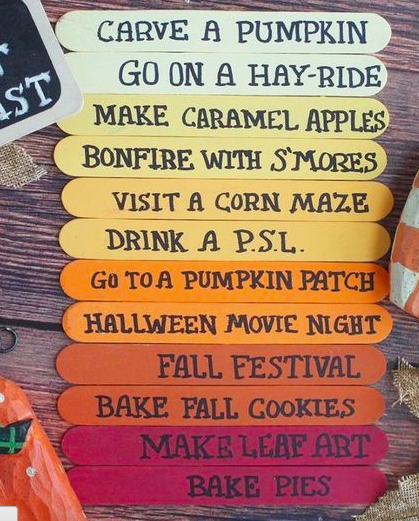 AST
CARVE A PUMPKIN
GO ON A HAY-RIDE
MAKE CARAMEL APPLES
BONFIRE WITH S'MORES
VISIT A CORN MAZE
DRINK A P.S.L.
GO TO A PUMPKIN PATCH
HALLWEEN MOVIE NIGHT
FALL FESTIVAL
BAKE FALL COOKIES
MAKE LEAF ART
BAKE PIES